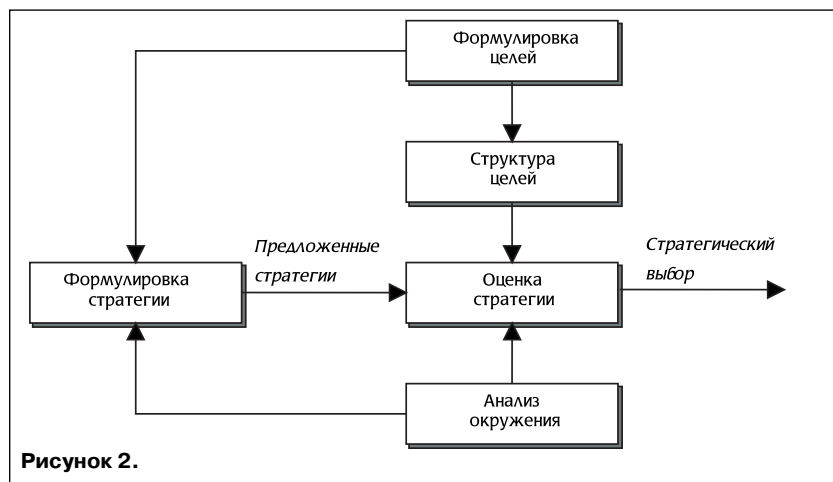 Формулировка
целей
Структура
целей
Предложенные
стратегии
Стратегический
выбор
Формулировка
стратегии
Оценка
стратегии
Анализ
окружения
Рисунок 2.